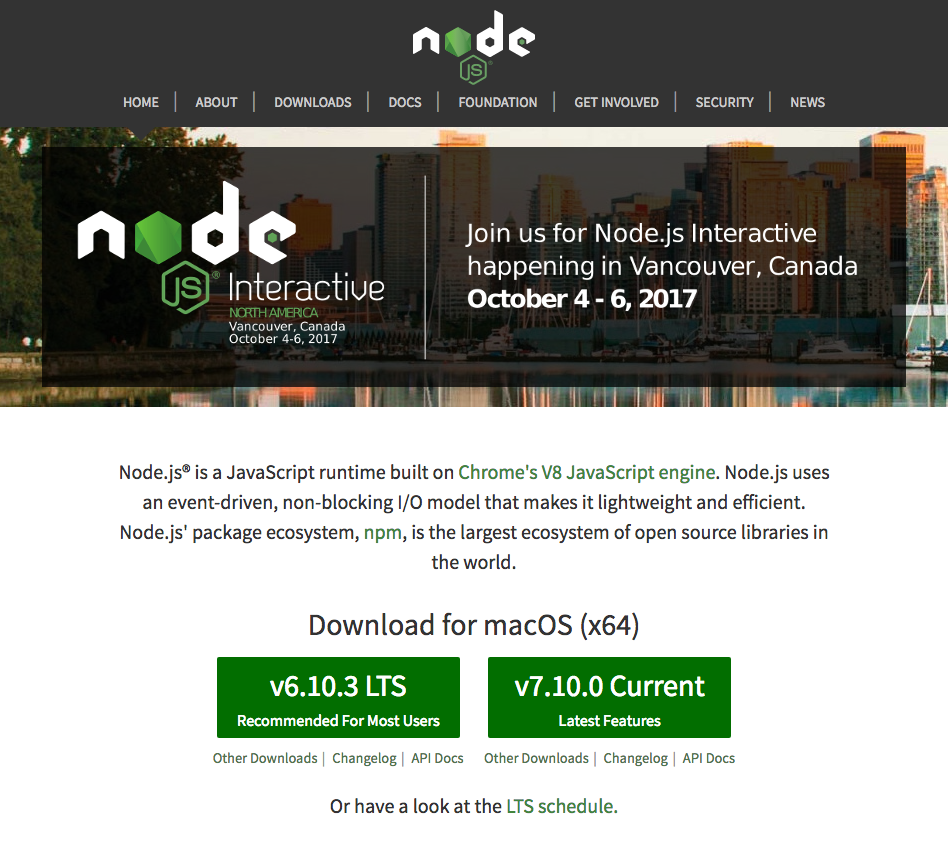 node
JS®
HOME | ABOUT | DOWNLOADS | DOCS | FOUNDATION | GET INVOLVED | SECURITY | NEWS
node
JS® Interactive
NORTH AMERICA
Vancouver, Canada
October 4-6, 2017
Join us for Node.js Interactive
happening in Vancouver, Canada
October 4 - 6, 2017
Node.js® is a JavaScript runtime built on Chrome's V8 JavaScript engine. Node.js uses
an event-driven, non-blocking I/O model that makes it lightweight and efficient.
Node.js' package ecosystem, npm, is the largest ecosystem of open source libraries in
the world.
Download for macOS (x64)
v6.10.3 LTS
Recommended For Most Users
v7.10.0 Current
Latest Features
Other Downloads | Changelog | API Docs
Other Downloads | Changelog | API Docs
Or have a look at the LTS schedule.